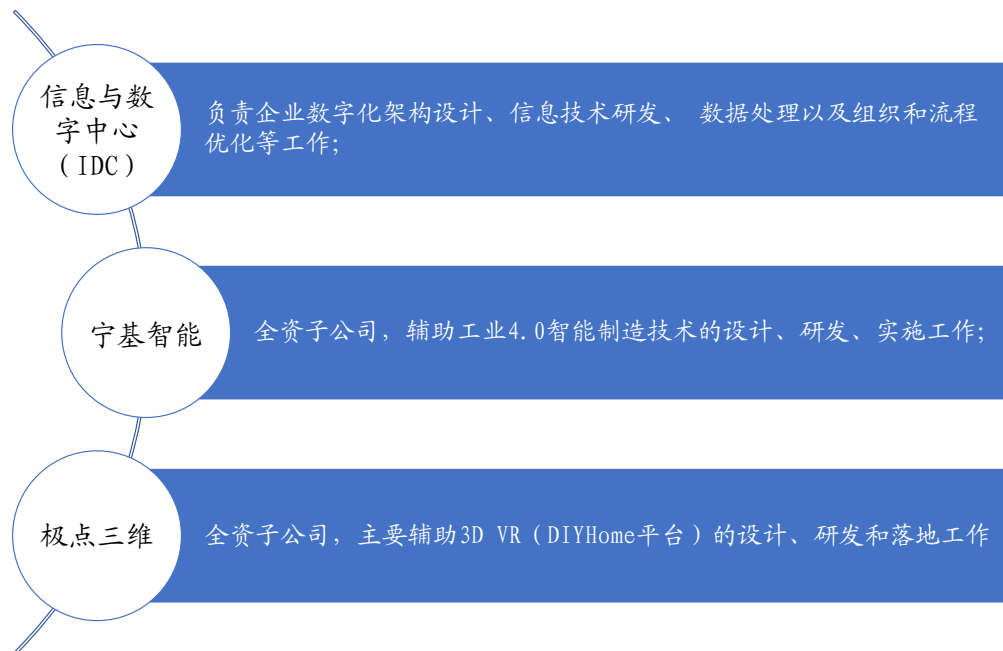 信息与数
字中心
（IDC）
负责企业数字化架构设计、信息技术研发、 数据处理以及组织和流程
优化等工作；
宁基智能
全资子公司，辅助工业4.0智能制造技术的设计、研发、实施工作；
极点三维
全资子公司，主要辅助3D VR（DIYHome平台）的设计、研发和落地工作